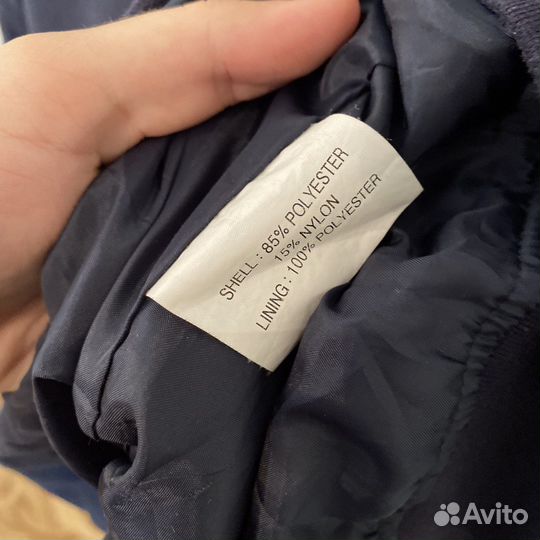 SHELL : 85% POLYESTER
15% NYLON
LINING : 100% POLYESTER
Avito